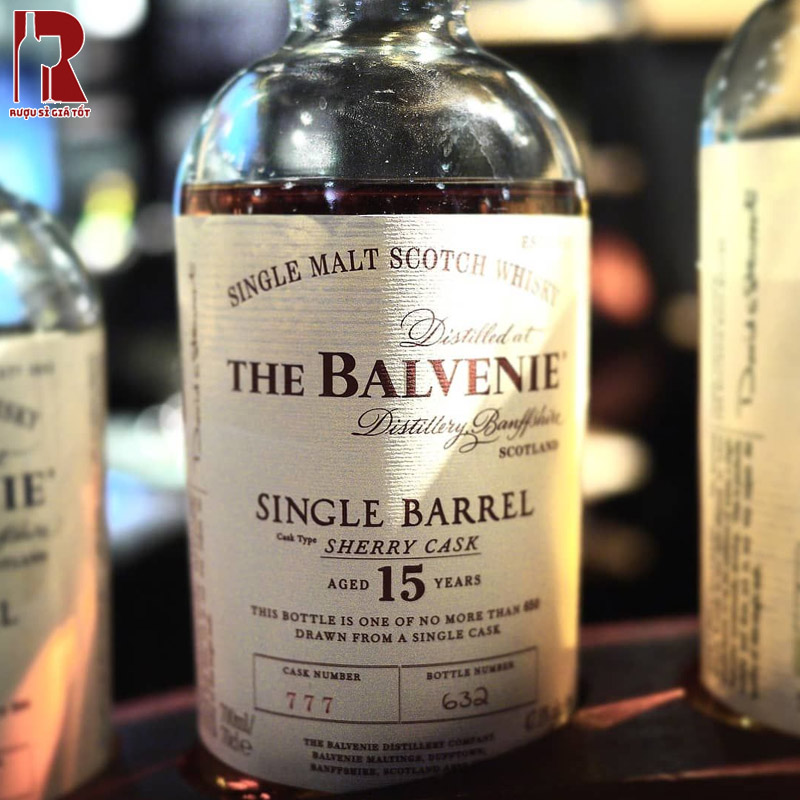 RƯỢU SỈ GIÁ TỐT
SINGLE MALT SCOTCH WHISKY
Distilled at
THE BALVENIE®
Distillery, Banffshire,
SCOTLAND
SINGLE BARREL
Cask Type SHERRY CASK
AGED 15 YEARS
THIS BOTTLE IS ONE OF NO MORE THAN 650
DRAWN FROM A SINGLE CASK
CASK NUMBER
777
BOTTLE NUMBER
632
700ml/
70cl e
THE BALVENIE DISTILLERY COMPANY
BALVENIE MALTINGS, DUFFTOWN,
BANFFSHIRE, SCOTLAND